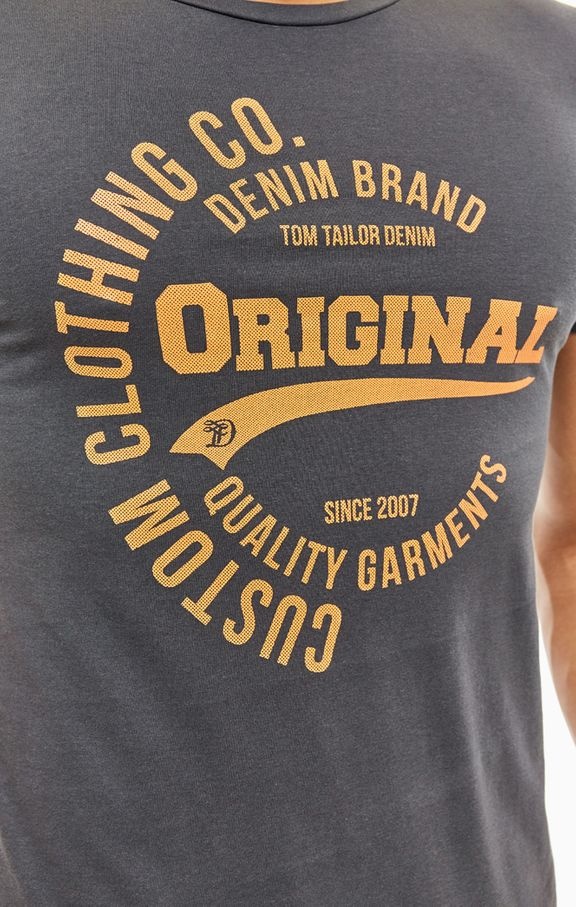 CUSTOM CLOTHING CO.
DENIM BRAND
TOM TAILOR DENIM
ORIGINAL
SINCE 2007
QUALITY GARMENTS